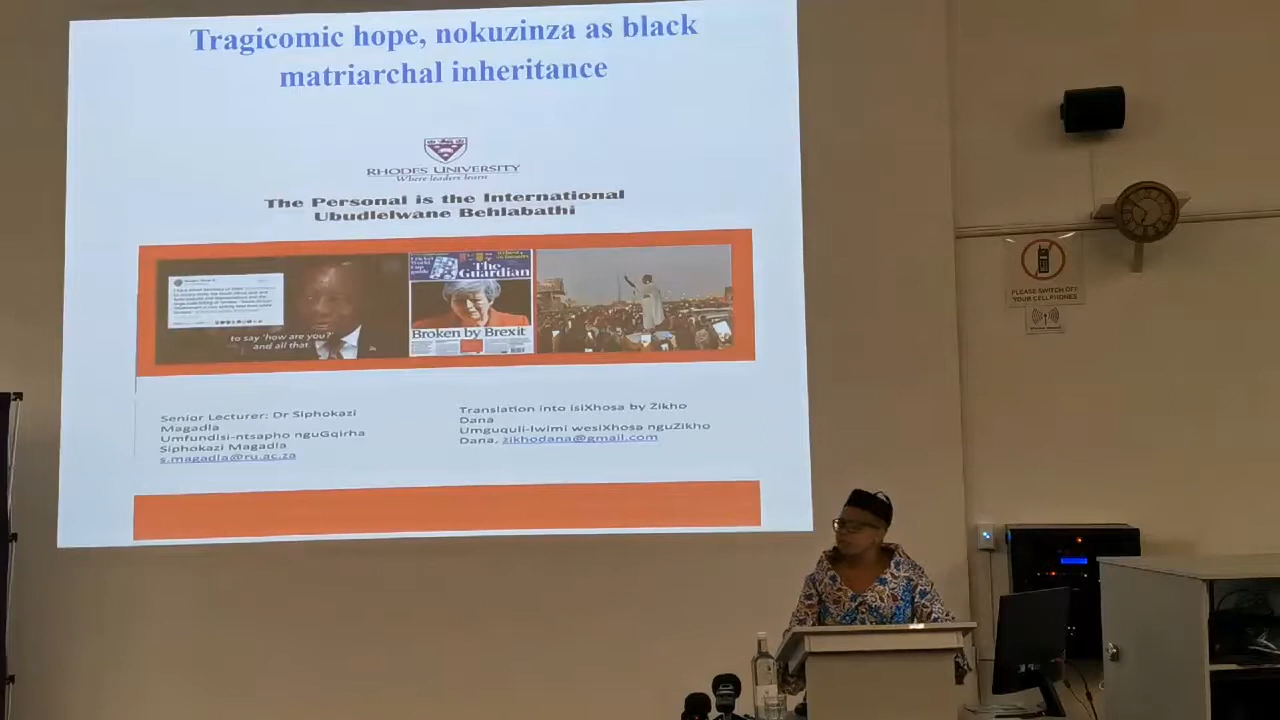 Tragicomic hope, nokuzinza as black
matriarchal inheritance
RHODES UNIVERSITY
Where leaders learn
The Personal is the International
Ubudlelwane Behlabathi
The
Guardian
to say 'how are you?'
and all that.
Broken by Brexit
Senior Lecturer: Dr Siphokazi
Magadla
Umfundisi-ntsapho nguGqirha
Siphokazi Magadla
s.magadla@ru.ac.za
Translation into isiXhosa by Zikho
Dana
Umguquli-lwimi wesiXhosa nguZikho
Dana, zikhodana@gmail.com
PLEASE SWITCH OFF
YOUR CELLPHONES